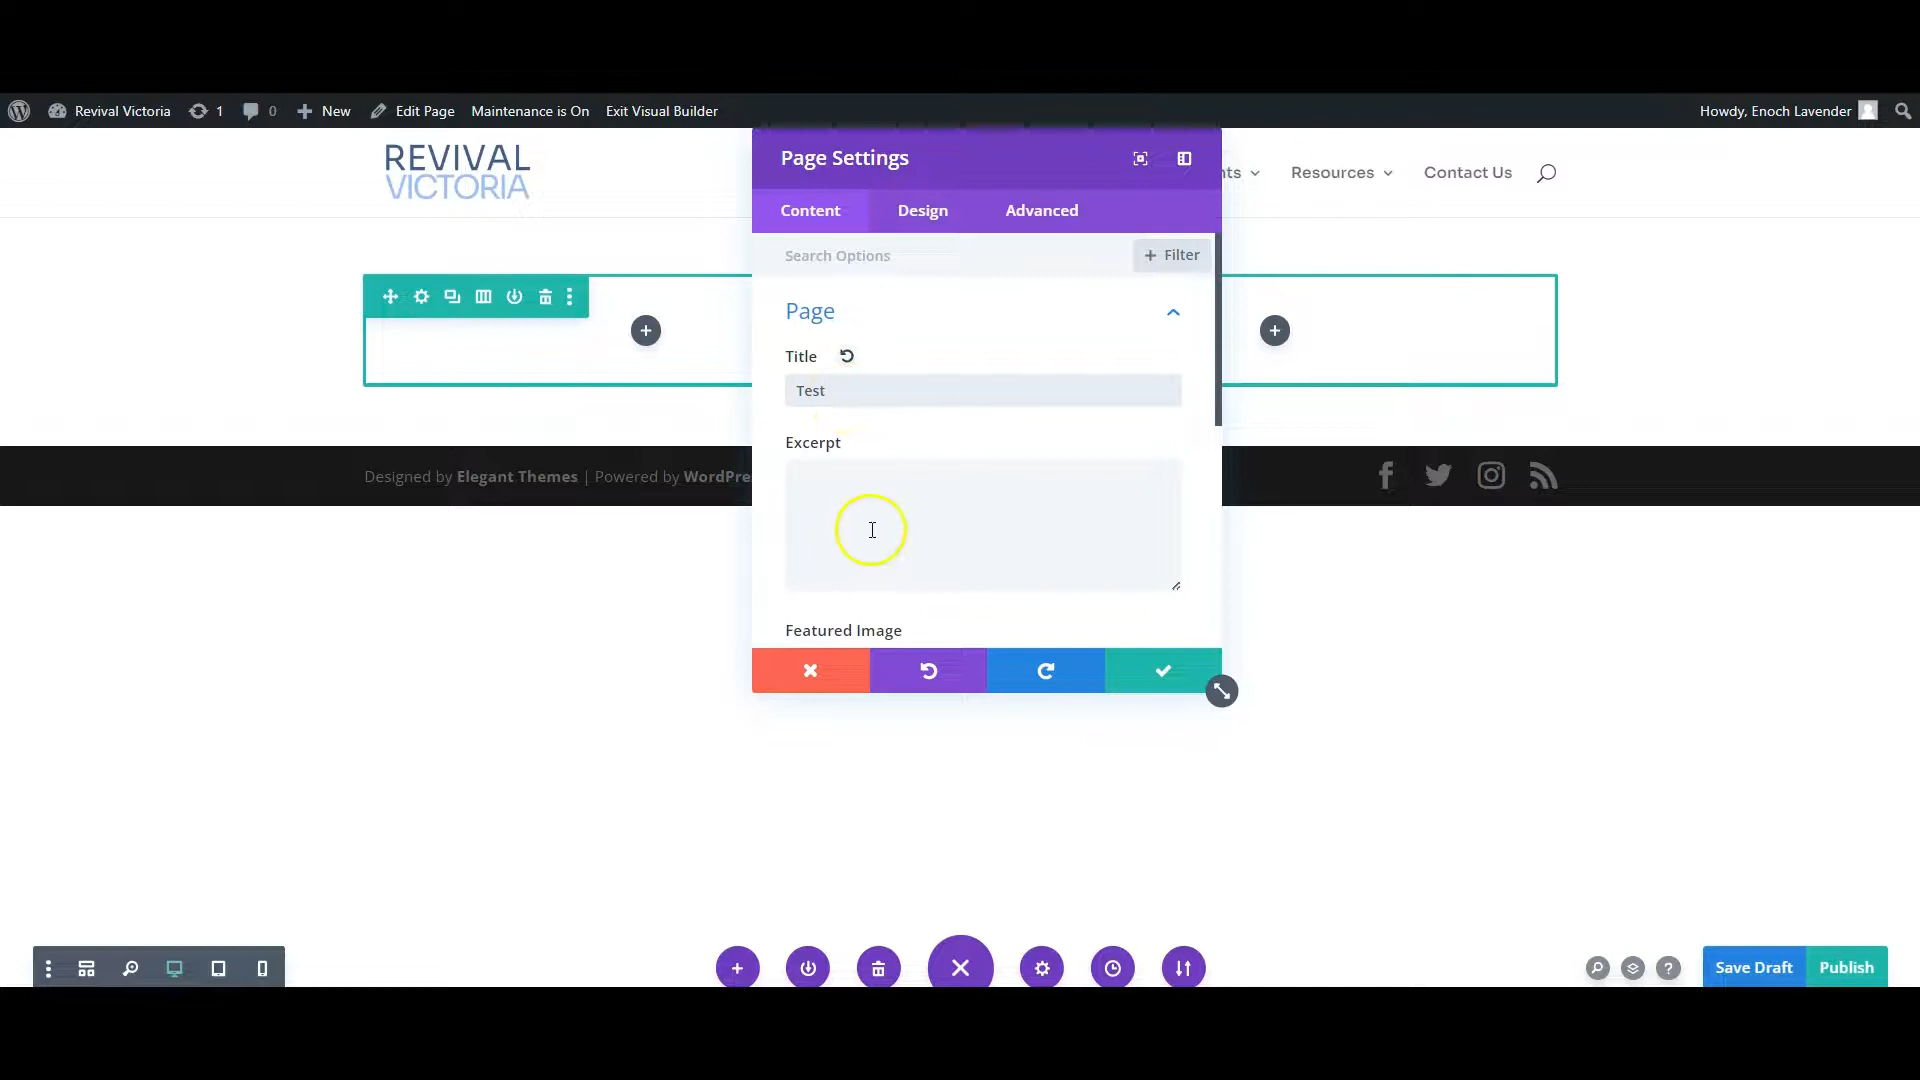 Revival Victoria 1 0 New Edit Page Maintenance is On Exit Visual Builder Howdy, Enoch Lavender
REVIVAL
VICTORIA
Page Settings
nts Resources Contact Us
Content Design Advanced
Search Options
+ Filter
Page
Title
Test
Excerpt
Designed by Elegant Themes | Powered by WordPre
Featured Image
Save Draft Publish